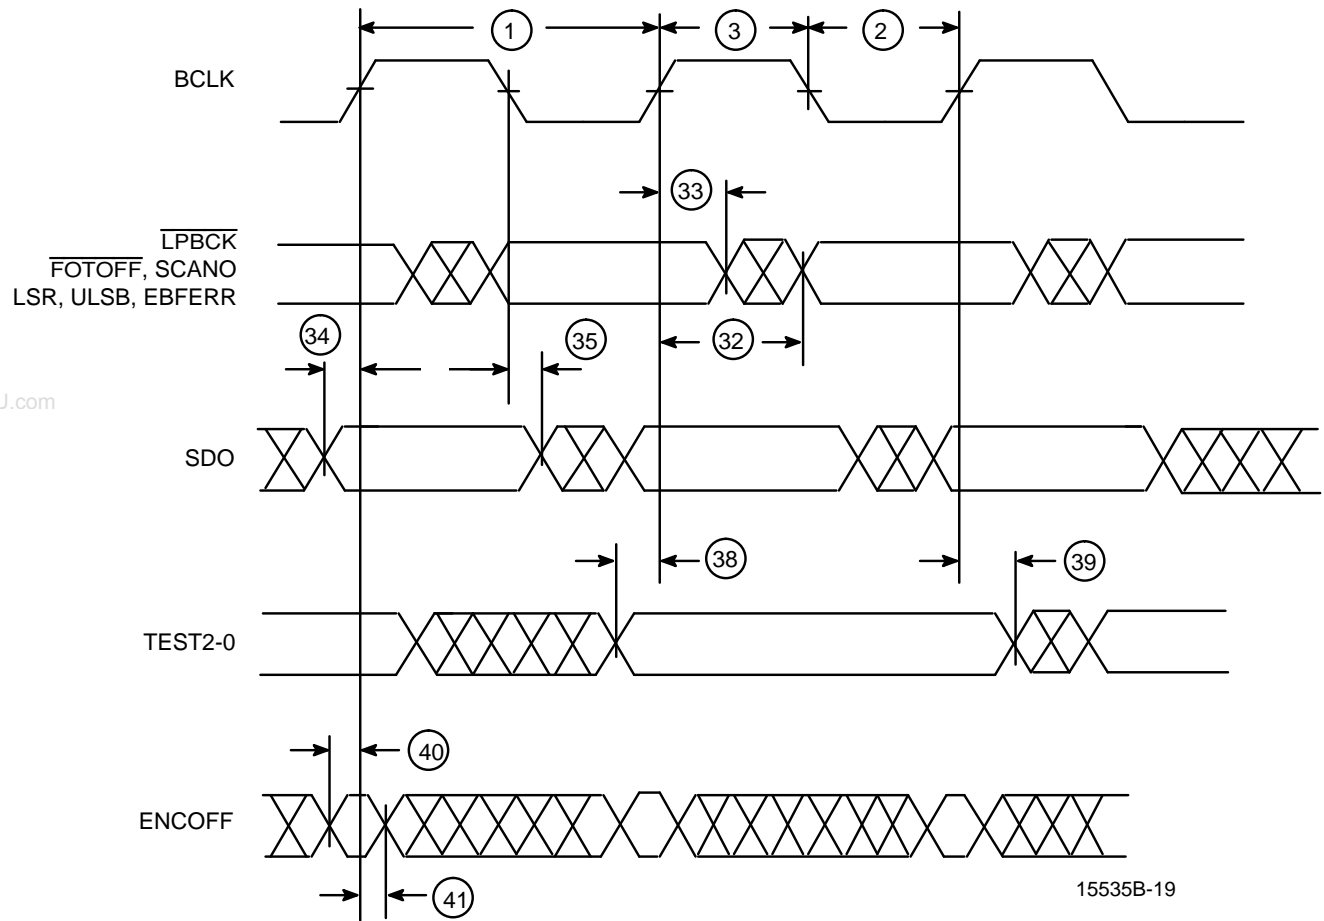 1
3
2
BCLK
33
LPBCK
FOTOFF, SCANO
LSR, ULSB, EBFERR
34
35
32
J.com
SDO
38
39
TEST2-0
40
ENCOFF
41
15535B-19